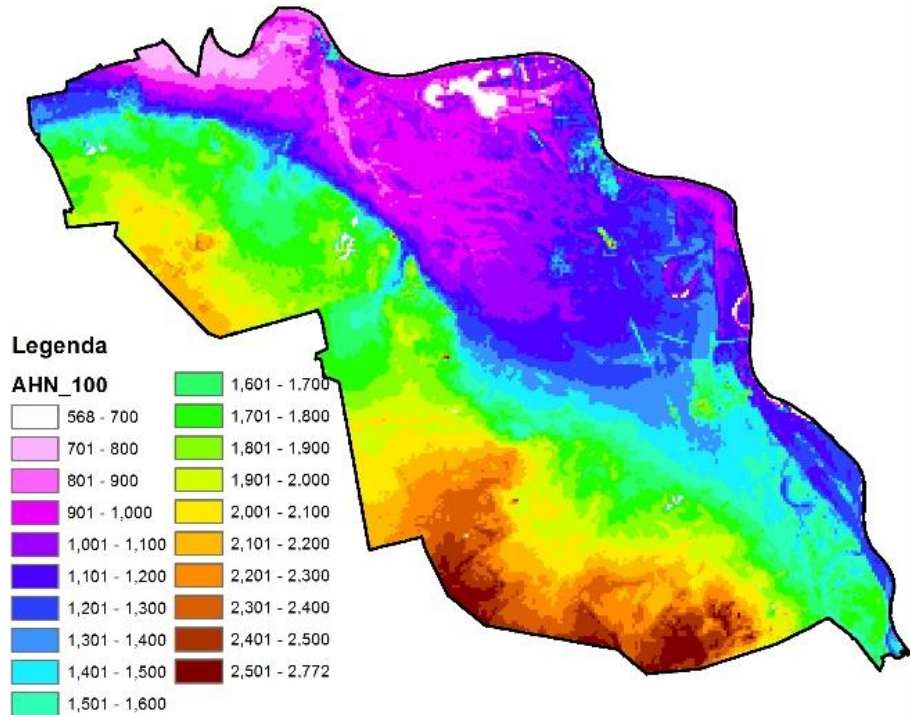 Legenda
AHN_100
568 - 700
701 - 800
801 - 900
901 - 1,000
1,001 - 1,100
1,101 - 1,200
1,201 - 1,300
1,301 - 1,400
1,401 - 1,500
1,501 - 1,600
1,601 - 1.700
1,701 - 1.800
1,801 - 1.900
1,901 - 2.000
2,001 - 2.100
2,101 - 2.200
2,201 - 2.300
2,301 - 2.400
2,401 - 2.500
2,501 - 2.772